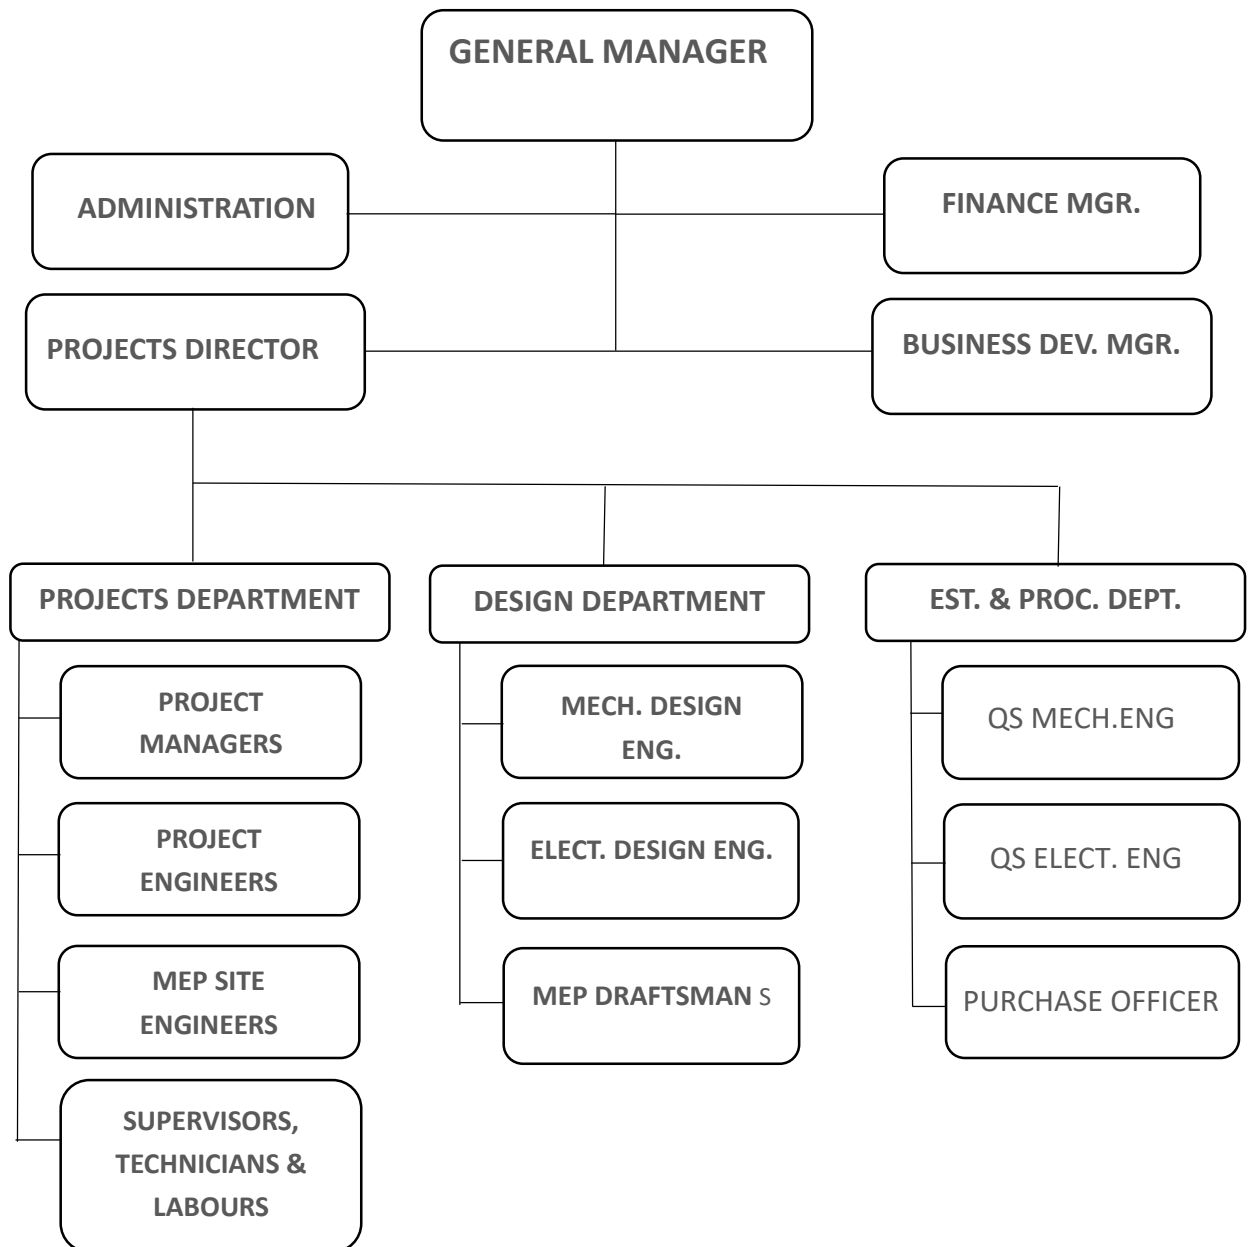 GENERAL MANAGER
ADMINISTRATION
FINANCE MGR.
PROJECTS DIRECTOR
BUSINESS DEV. MGR.
PROJECTS DEPARTMENT
DESIGN DEPARTMENT
EST. & PROC. DEPT.
PROJECT
MANAGERS
MECH. DESIGN
ENG.
QS MECH.ENG
PROJECT
ENGINEERS
ELECT. DESIGN ENG.
QS ELECT. ENG
MEP SITE
ENGINEERS
MEP DRAFTSMAN S
PURCHASE OFFICER
SUPERVISORS,
TECHNICIANS &
LABOURS